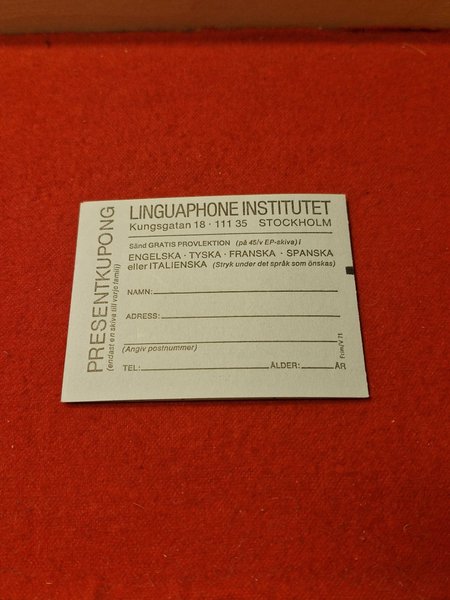 PRESENTKUPONG
(endast en skiva till varje familj)
LINGUAPHONE INSTITUTET
Kungsgatan 18 · 111 35 STOCKHOLM
Sänd GRATIS PROVLEKTION (på 45/v EP-skiva) i
ENGELSKA · TYSKA · FRANSKA · SPANSKA
eller ITALIENSKA (Stryk under det språk som önskas)
NAMN:
ADRESS:
(Angiv postnummer)
TEL: ÅLDER: ÅR